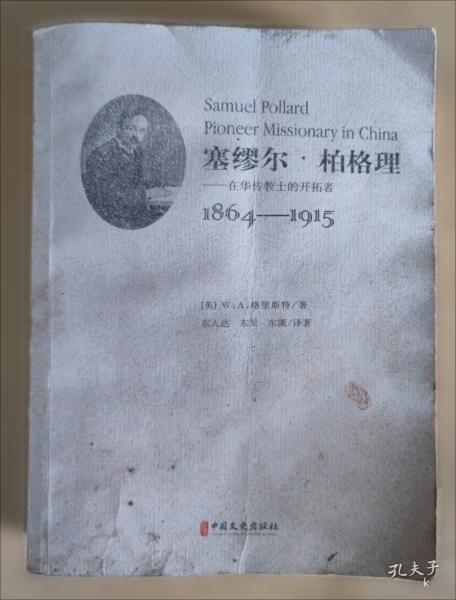 Samuel Pollard
Pioneer Missionary in China
塞缪尔·柏格理
——在华传教士的开拓者
1864——1915
[英] W．A．格里斯特/著
东人达 东旻 东潇/译著
中国文史出版社
孔夫子
k